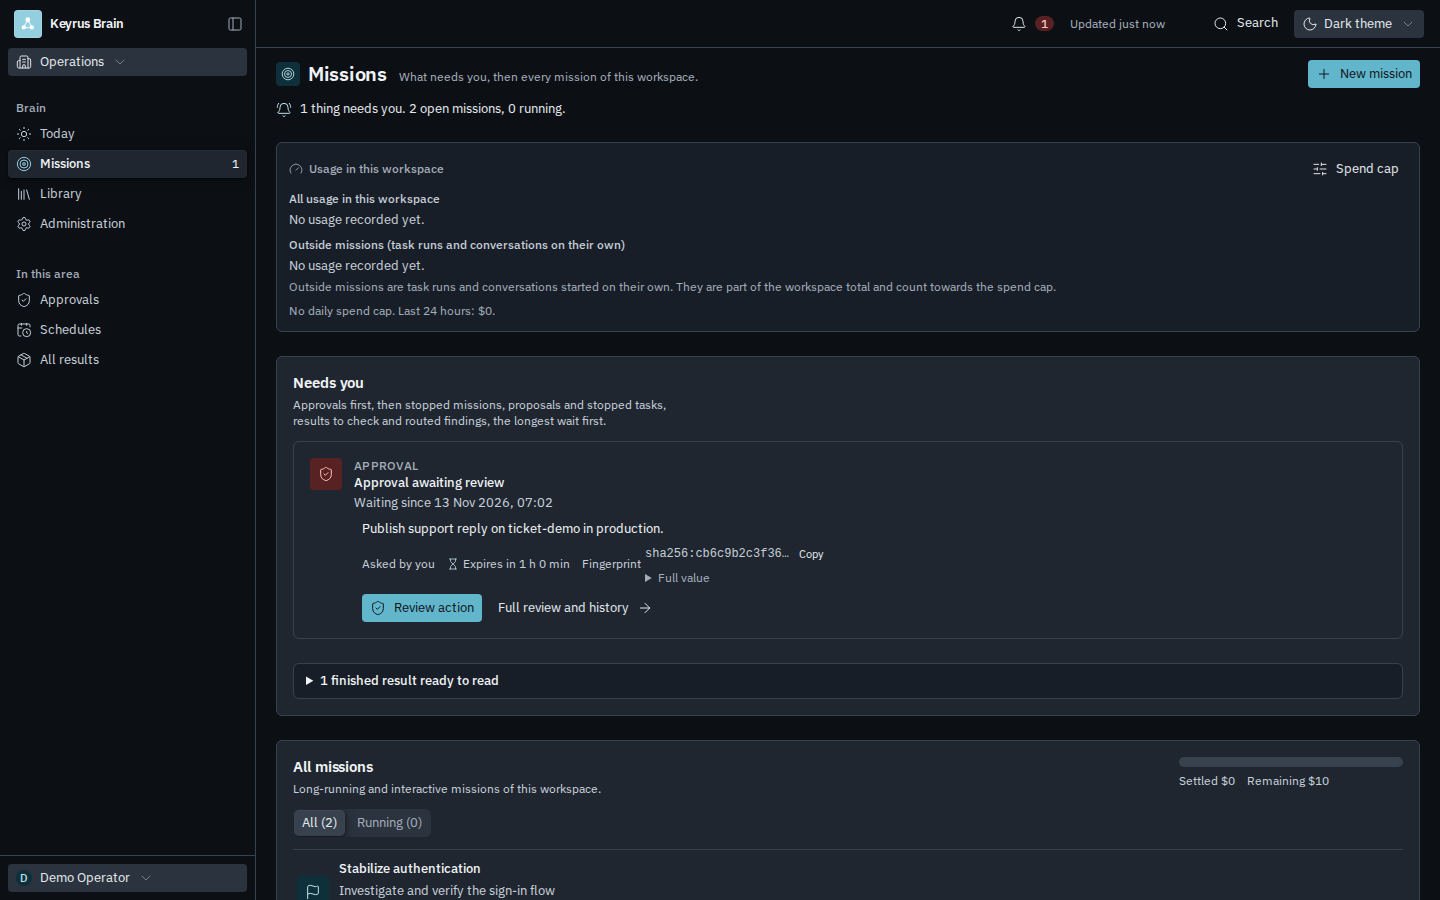 Keyrus Brain
1
Updated just now
Search
Dark theme
Operations
Brain
Today
Missions
1
Library
Administration
In this area
Approvals
Schedules
All results
D
Demo Operator
Missions
What needs you, then every mission of this workspace.
New mission
1 thing needs you. 2 open missions, 0 running.
Usage in this workspace
Spend cap
All usage in this workspace
No usage recorded yet.
Outside missions (task runs and conversations on their own)
No usage recorded yet.
Outside missions are task runs and conversations started on their own. They are part of the workspace total and count towards the spend cap.
No daily spend cap. Last 24 hours: $0.
Needs you
Approvals first, then stopped missions, proposals and stopped tasks,
results to check and routed findings, the longest wait first.
APPROVAL
Approval awaiting review
Waiting since 13 Nov 2026, 07:02
Publish support reply on ticket-demo in production.
Asked by you
Expires in 1 h 0 min
Fingerprint
sha256:cb6c9b2c3f36…
Copy
Full value
Review action
Full review and history
1 finished result ready to read
All missions
Long-running and interactive missions of this workspace.
Settled $0
Remaining $10
All (2)
Running (0)
Stabilize authentication
Investigate and verify the sign-in flow